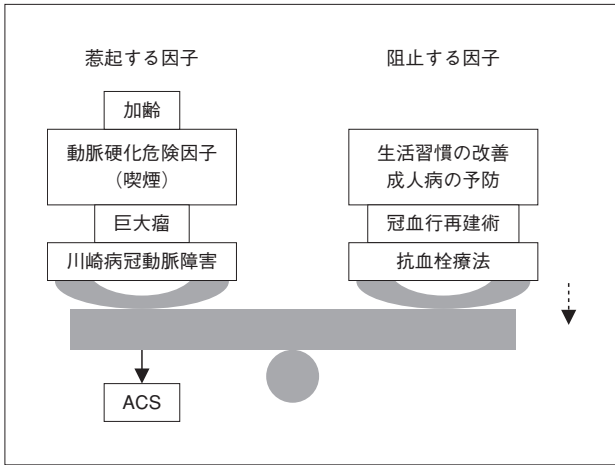 惹起する因子
阻止する因子
加齢
動脈硬化危険因子
（喫煙）
巨大瘤
川崎病冠動脈障害
生活習慣の改善
成人病の予防
冠血行再建術
抗血栓療法
ACS